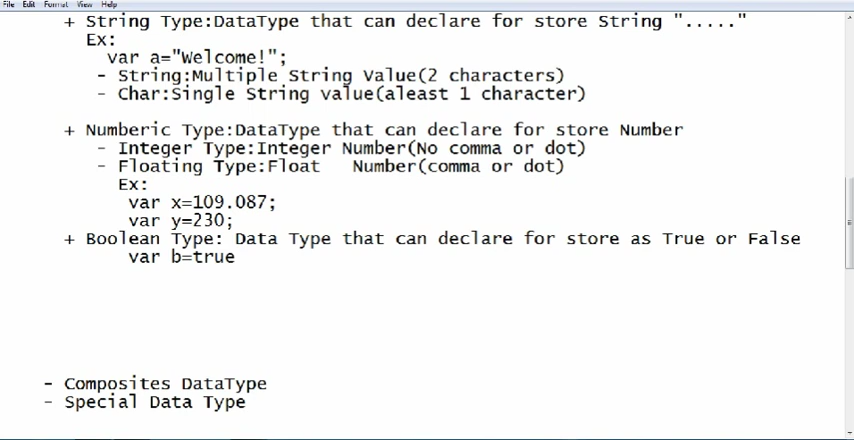 File Edit Format View Help
+ String Type:DataType that can declare for store String "....."
Ex:
var a="Welcome!";
- String:Multiple String Value(2 characters)
- Char:Single String value(aleast 1 character)
+ Numberic Type:DataType that can declare for store Number
- Integer Type:Integer Number(No comma or dot)
- Floating Type:Float Number(comma or dot)
Ex:
var x=109.087;
var y=230;
+ Boolean Type: Data Type that can declare for store as True or False
var b=true
- Composites DataType
- Special Data Type